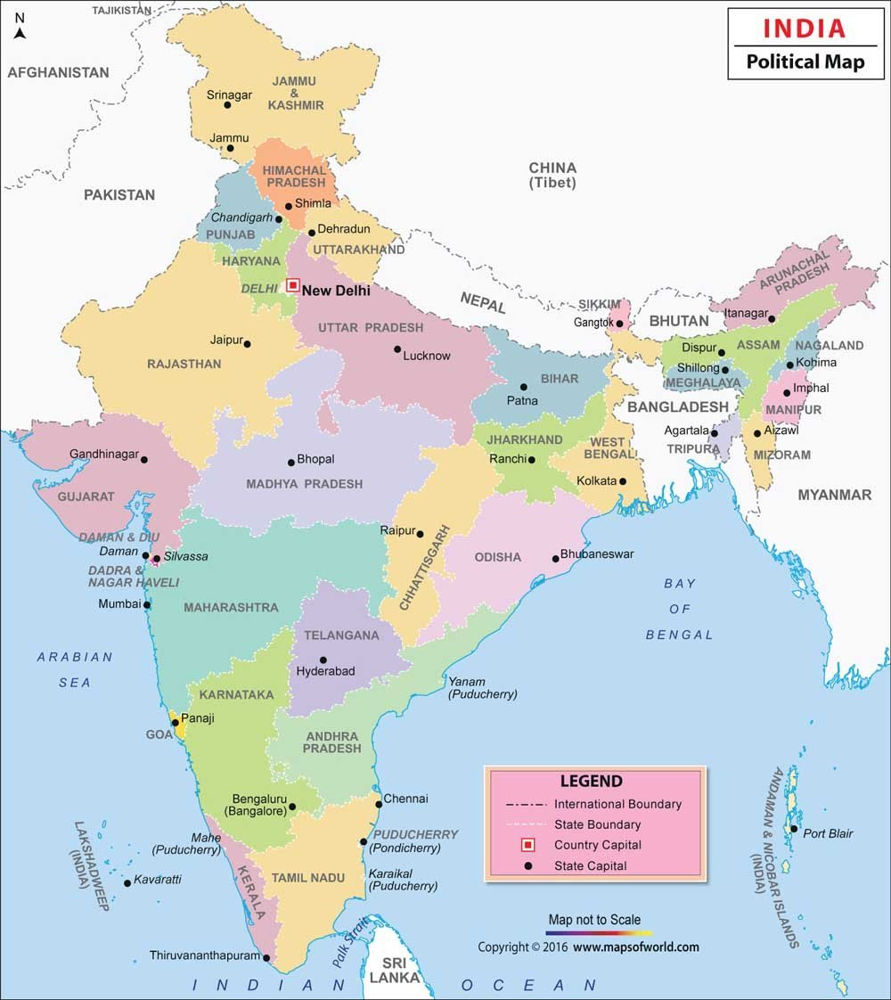 TAJIKISTAN
N
INDIA
Political Map
AFGHANISTAN
JAMMU
&
KASHMIR
Srinagar
Jammu
CHINA
(Tibet)
HIMACHAL
PRADESH
PAKISTAN
Shimla
Chandigarh
PUNJAB
Dehradun
UTTARAKHAND
HARYANA
DELHI
New Delhi
NEPAL
SIKKIM
Gangtok
BHUTAN
ARUNACHAL
PRADESH
Itanagar
UTTAR PRADESH
Jaipur
Lucknow
RAJASTHAN
Dispur
ASSAM
NAGALAND
Shillong
Kohima
MEGHALAYA
BIHAR
Patna
Imphal
MANIPUR
BANGLADESH
Agartala
Aizawl
TRIPURA
MIZORAM
JHARKHAND
Ranchi
WEST
BENGAL
Kolkata
Gandhinagar
GUJARAT
Bhopal
MADHYA PRADESH
MYANMAR
DAMAN & DIU
Daman
Silvassa
DADRA &
NAGAR HAVELI
Mumbai
Raipur
CHHATTISGARH
ODISHA
Bhubaneswar
MAHARASHTRA
BAY
OF
BENGAL
ARABIAN
SEA
TELANGANA
Hyderabad
Yanam
(Puducherry)
KARNATAKA
Panaji
GOA
ANDHRA
PRADESH
Bengaluru
(Bangalore)
Chennai
LEGEND
International Boundary
State Boundary
Country Capital
State Capital
ANDAMAN & NICOBAR ISLANDS
(INDIA)
Port Blair
LAKSHADWEEP
(INDIA)
Kavaratti
Mahe
(Puducherry)
PUDUCHERRY
(Pondicherry)
KERALA
TAMIL NADU
Karaikal
(Puducherry)
Thiruvananthapuram
Palk Strait
SRI
LANKA
Map not to Scale
Copyright © 2016 www.mapsofworld.com
INDIAN OCEAN